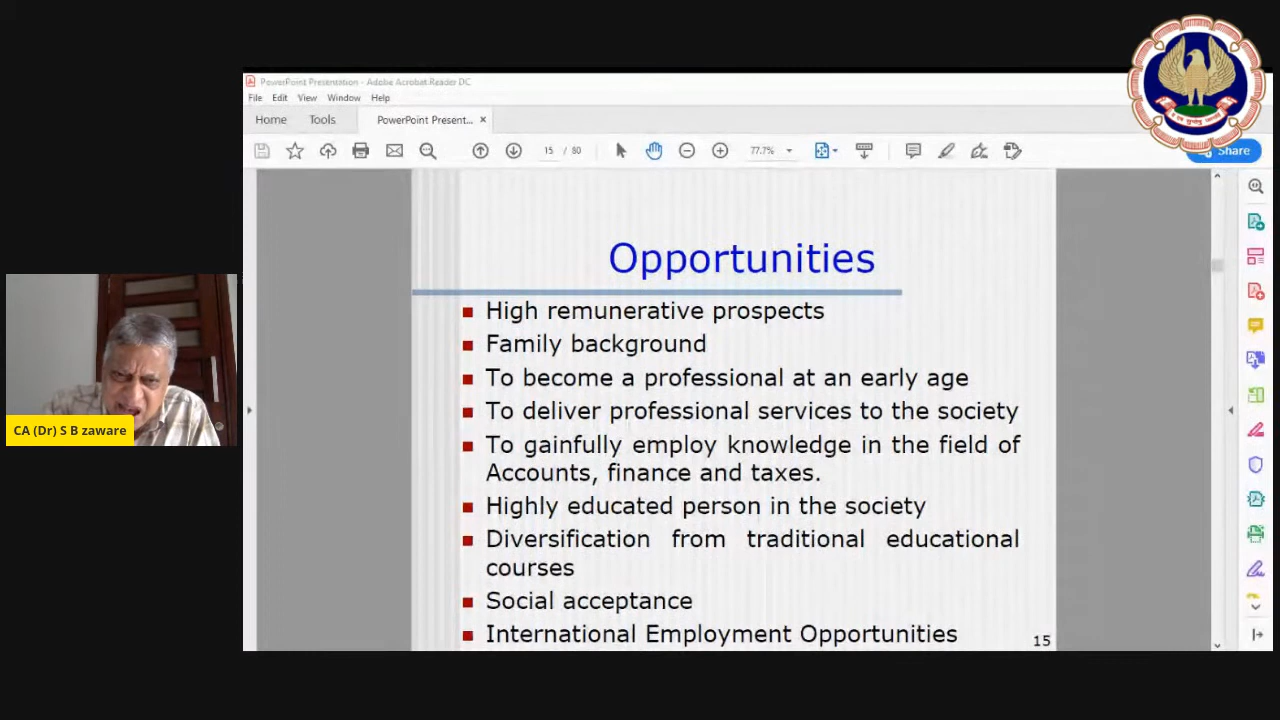 PowerPoint Presentation - Adobe Acrobat Reader DC
File Edit View Window Help
Home Tools PowerPoint Present... ×
15 / 80 77.7%
Share
Opportunities
High remunerative prospects
Family background
To become a professional at an early age
To deliver professional services to the society
To gainfully employ knowledge in the field of
Accounts, finance and taxes.
Highly educated person in the society
Diversification from traditional educational
courses
Social acceptance
International Employment Opportunities
15
CA (Dr) S B zaware